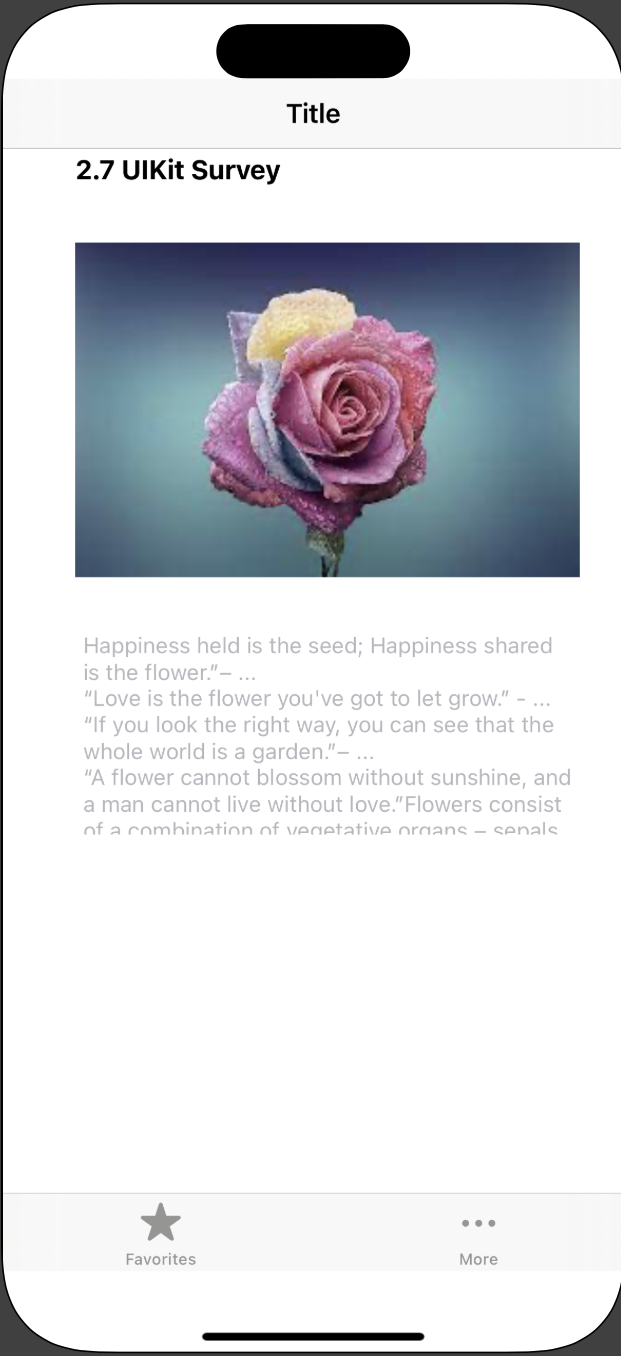 Title
2.7 UIKit Survey
Happiness held is the seed; Happiness shared
is the flower.”– ...
“Love is the flower you've got to let grow.” - ...
“If you look the right way, you can see that the
whole world is a garden.”– ...
“A flower cannot blossom without sunshine, and
a man cannot live without love.”Flowers consist
of a combination of vegetative organs – sepals
Favorites
More